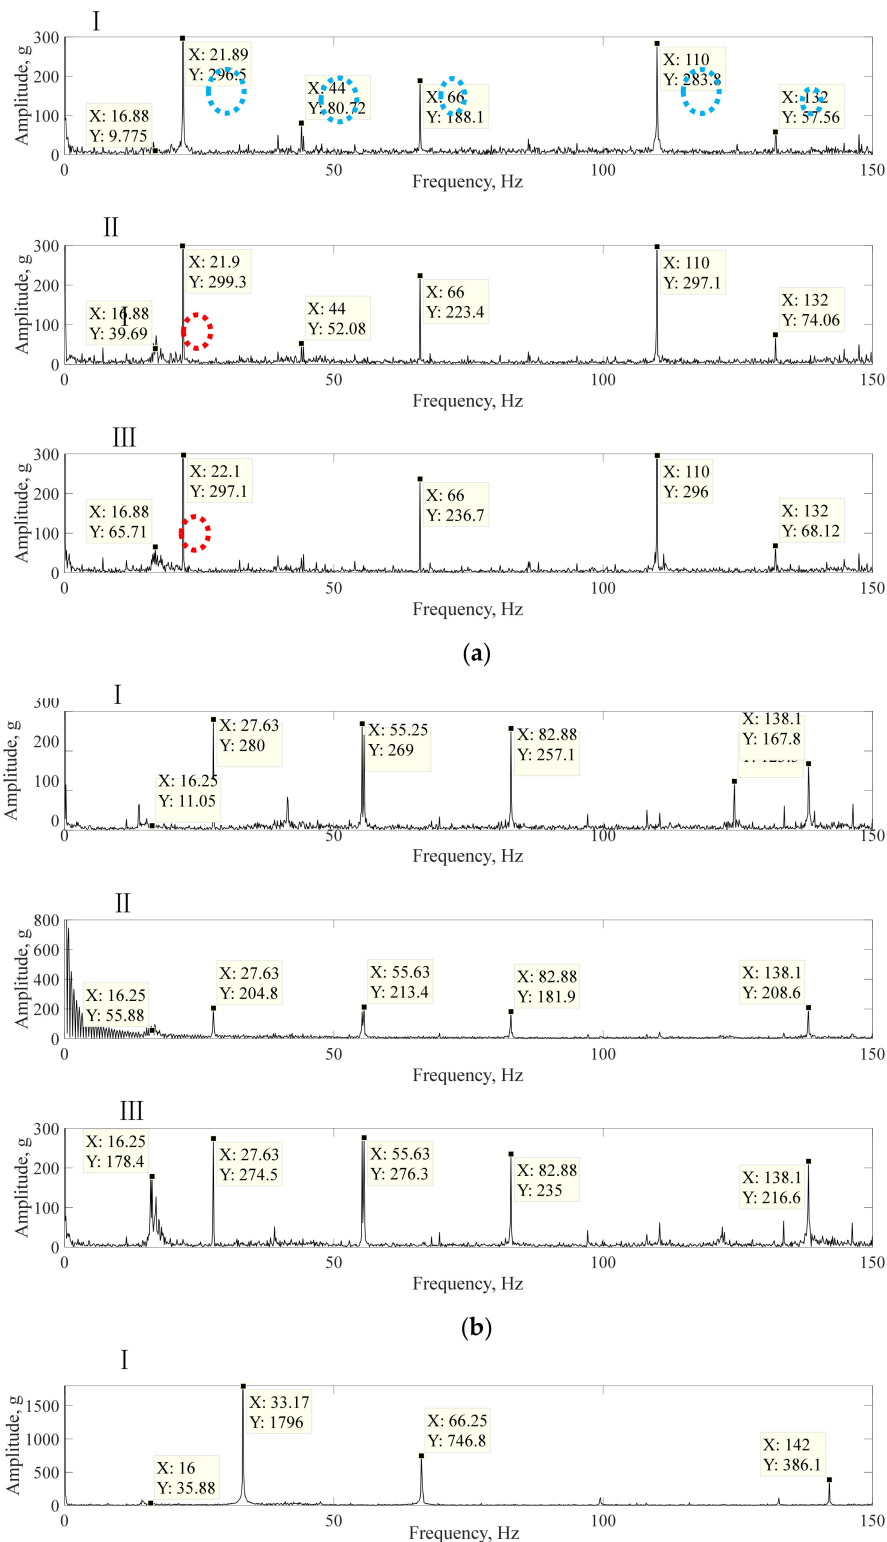 I
Amplitude, g
300
200
100
0
X: 16.88
Y: 9.775
X: 21.89
Y: 296.5
X: 44
Y: 80.72
X: 66
Y: 188.1
X: 110
Y: 283.8
X: 132
Y: 57.56
0 50 100 150
Frequency, Hz
II
Amplitude, g
300
200
100
0
I
X: 16.88
Y: 39.69
X: 21.9
Y: 299.3
X: 44
Y: 52.08
X: 66
Y: 223.4
X: 110
Y: 297.1
X: 132
Y: 74.06
0 50 100 150
Frequency, Hz
III
Amplitude, g
300
200
100
0
X: 16.88
Y: 65.71
X: 22.1
Y: 297.1
X: 66
Y: 236.7
X: 110
Y: 296
X: 132
Y: 68.12
0 50 100 150
Frequency, Hz
(a)
I
Amplitude, g
300
200
100
0
X: 16.25
Y: 11.05
X: 27.63
Y: 280
X: 55.25
Y: 269
X: 82.88
Y: 257.1
X: 138.1
Y: 167.8
0 50 100 150
Frequency, Hz
II
Amplitude, g
800
600
400
200
0
X: 16.25
Y: 55.88
X: 27.63
Y: 204.8
X: 55.63
Y: 213.4
X: 82.88
Y: 181.9
X: 138.1
Y: 208.6
0 50 100 150
Frequency, Hz
III
Amplitude, g
300
200
100
0
X: 16.25
Y: 178.4
X: 27.63
Y: 274.5
X: 55.63
Y: 276.3
X: 82.88
Y: 235
X: 138.1
Y: 216.6
0 50 100 150
Frequency, Hz
(b)
I
Amplitude, g
1500
1000
500
0
X: 16
Y: 35.88
X: 33.17
Y: 1796
X: 66.25
Y: 746.8
X: 142
Y: 386.1
0 50 100 150
Frequency, Hz